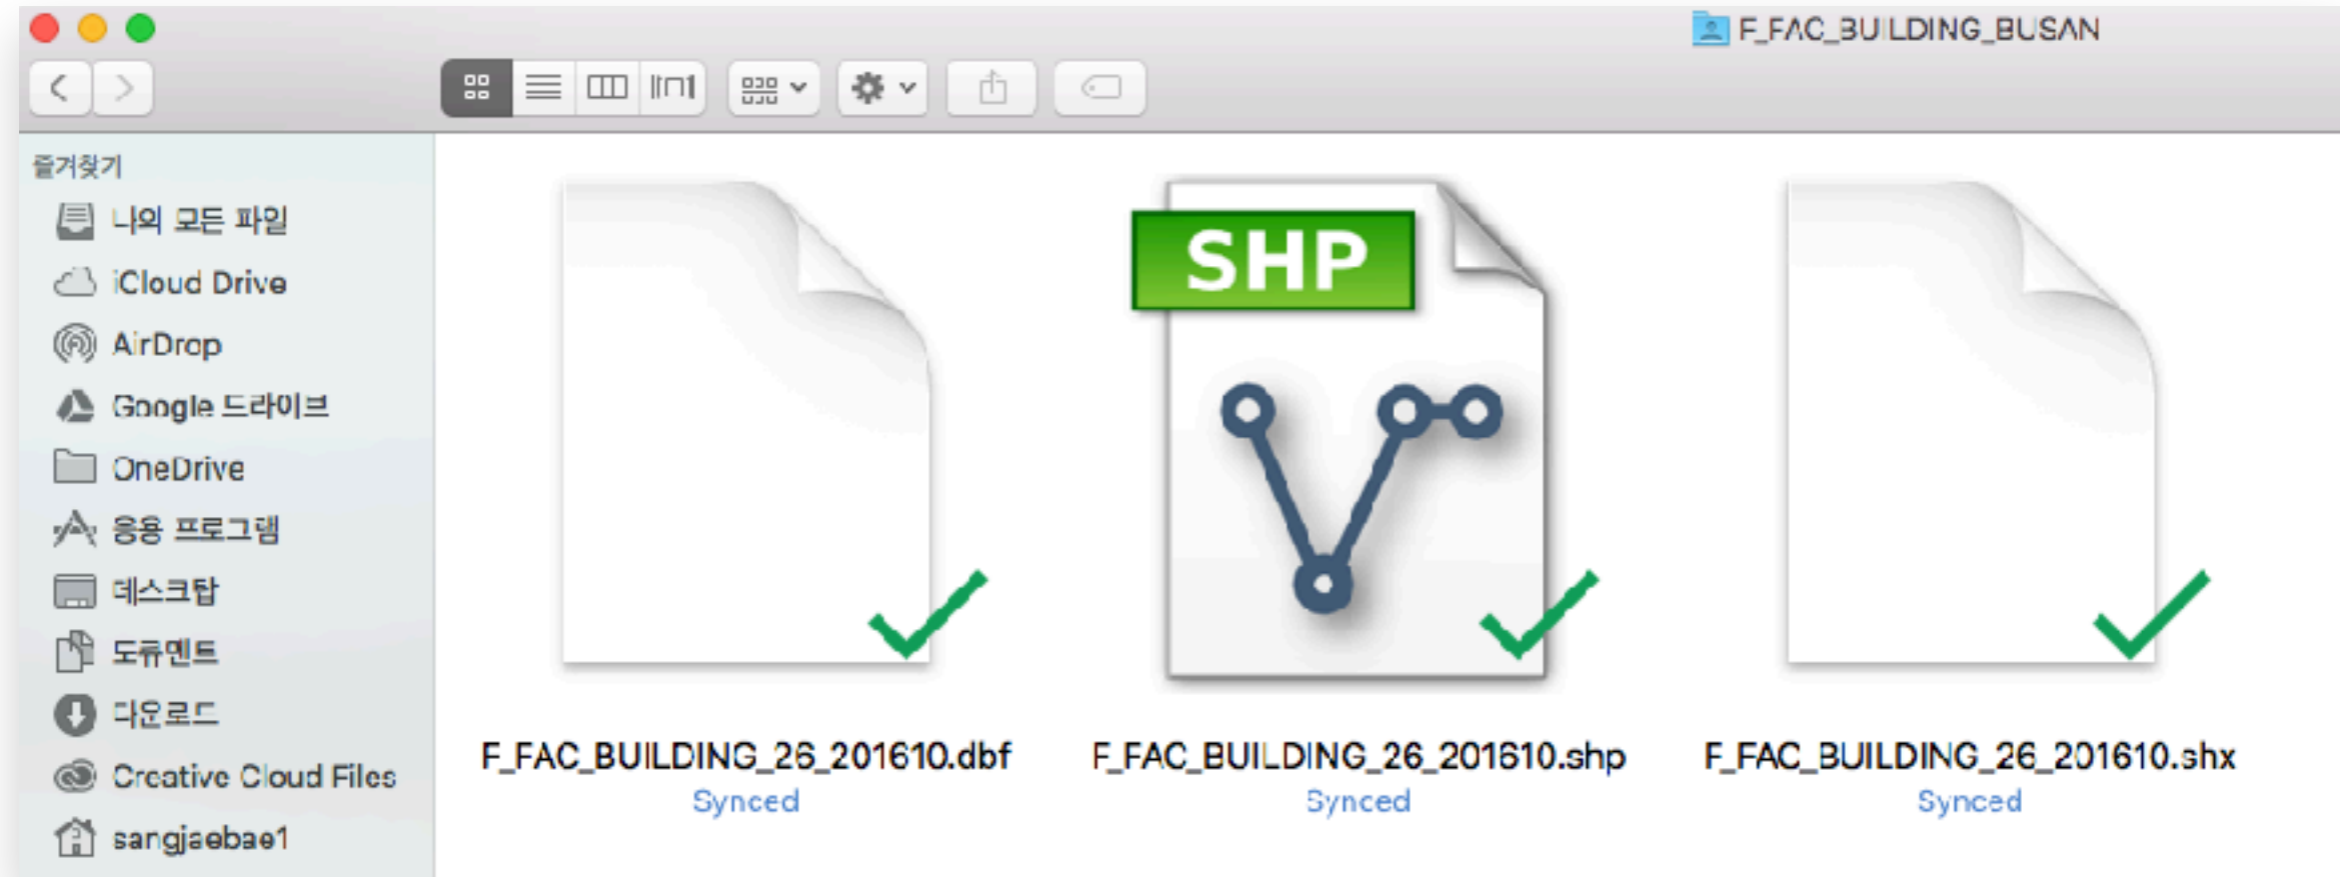 F_FAC_BUILDING_BUSAN
즐겨찾기
나의 모든 파일
iCloud Drive
AirDrop
Google 드라이브
OneDrive
응용 프로그램
데스크탑
도큐멘트
다운로드
Creative Cloud Files
sangjaebae1
SHP
F_FAC_BUILDING_26_201610.dbf
Synced
F_FAC_BUILDING_26_201610.shp
Synced
F_FAC_BUILDING_26_201610.shx
Synced